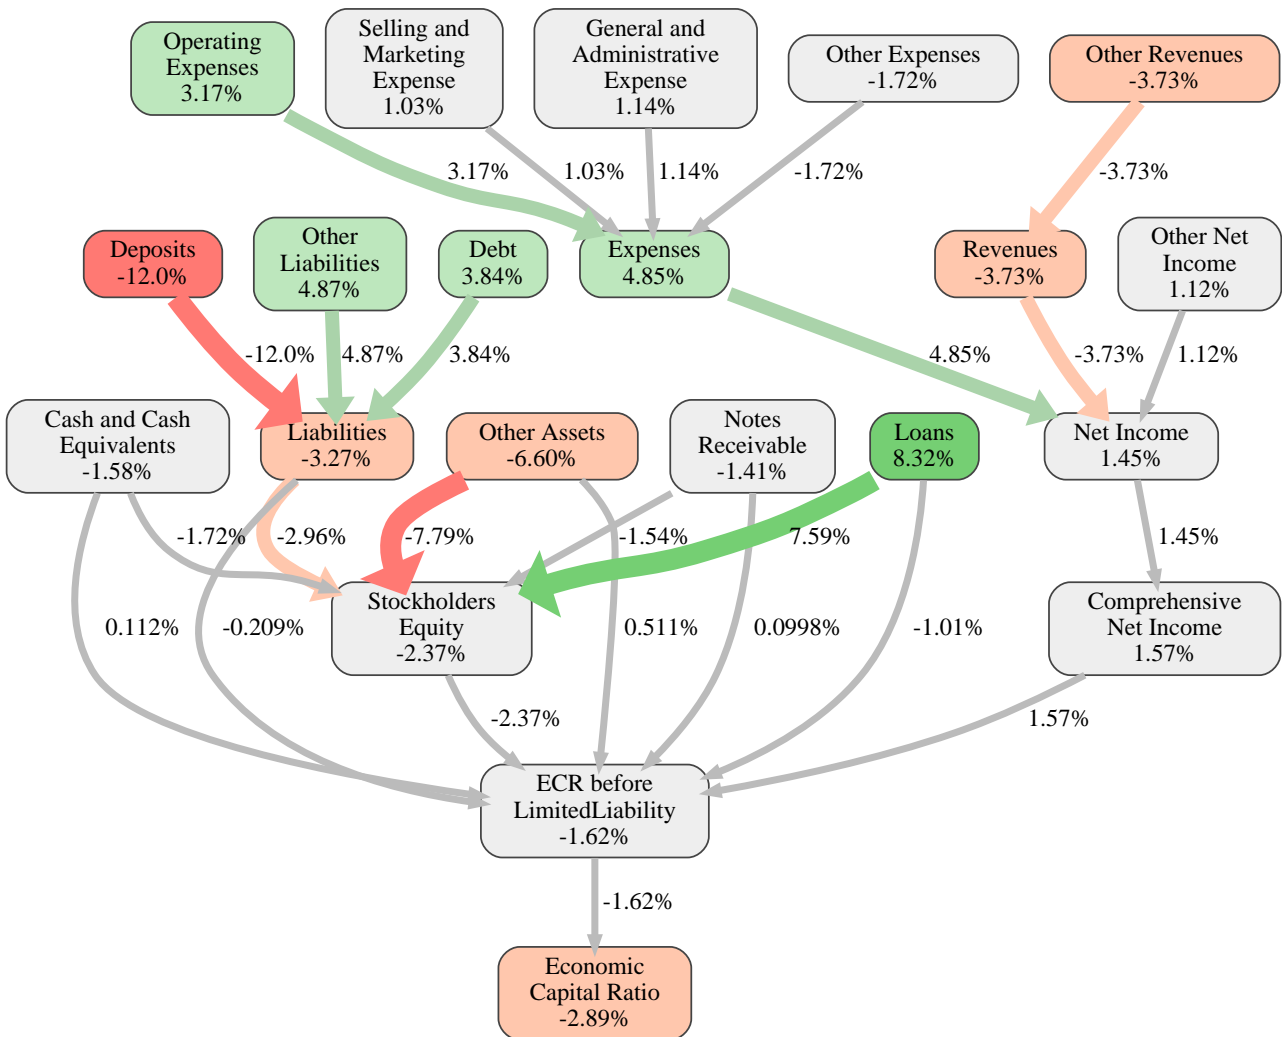 Operating
Expenses
3.17%
Selling and
Marketing
Expense
1.03%
General and
Administrative
Expense
1.14%
Other Expenses
-1.72%
Other Revenues
-3.73%
3.17%
1.03%
1.14%
-1.72%
-3.73%
Deposits
-12.0%
Other
Liabilities
4.87%
Debt
3.84%
Expenses
4.85%
Revenues
-3.73%
Other Net
Income
1.12%
-12.0%
4.87%
3.84%
4.85%
-3.73%
1.12%
Cash and Cash
Equivalents
-1.58%
Liabilities
-3.27%
Other Assets
-6.60%
Notes
Receivable
-1.41%
Loans
8.32%
Net Income
1.45%
-1.72%
-2.96%
-7.79%
-1.54%
7.59%
1.45%
Stockholders
Equity
-2.37%
Comprehensive
Net Income
1.57%
0.112%
-0.209%
0.511%
0.0998%
-1.01%
-2.37%
1.57%
ECR before
LimitedLiability
-1.62%
-1.62%
Economic
Capital Ratio
-2.89%